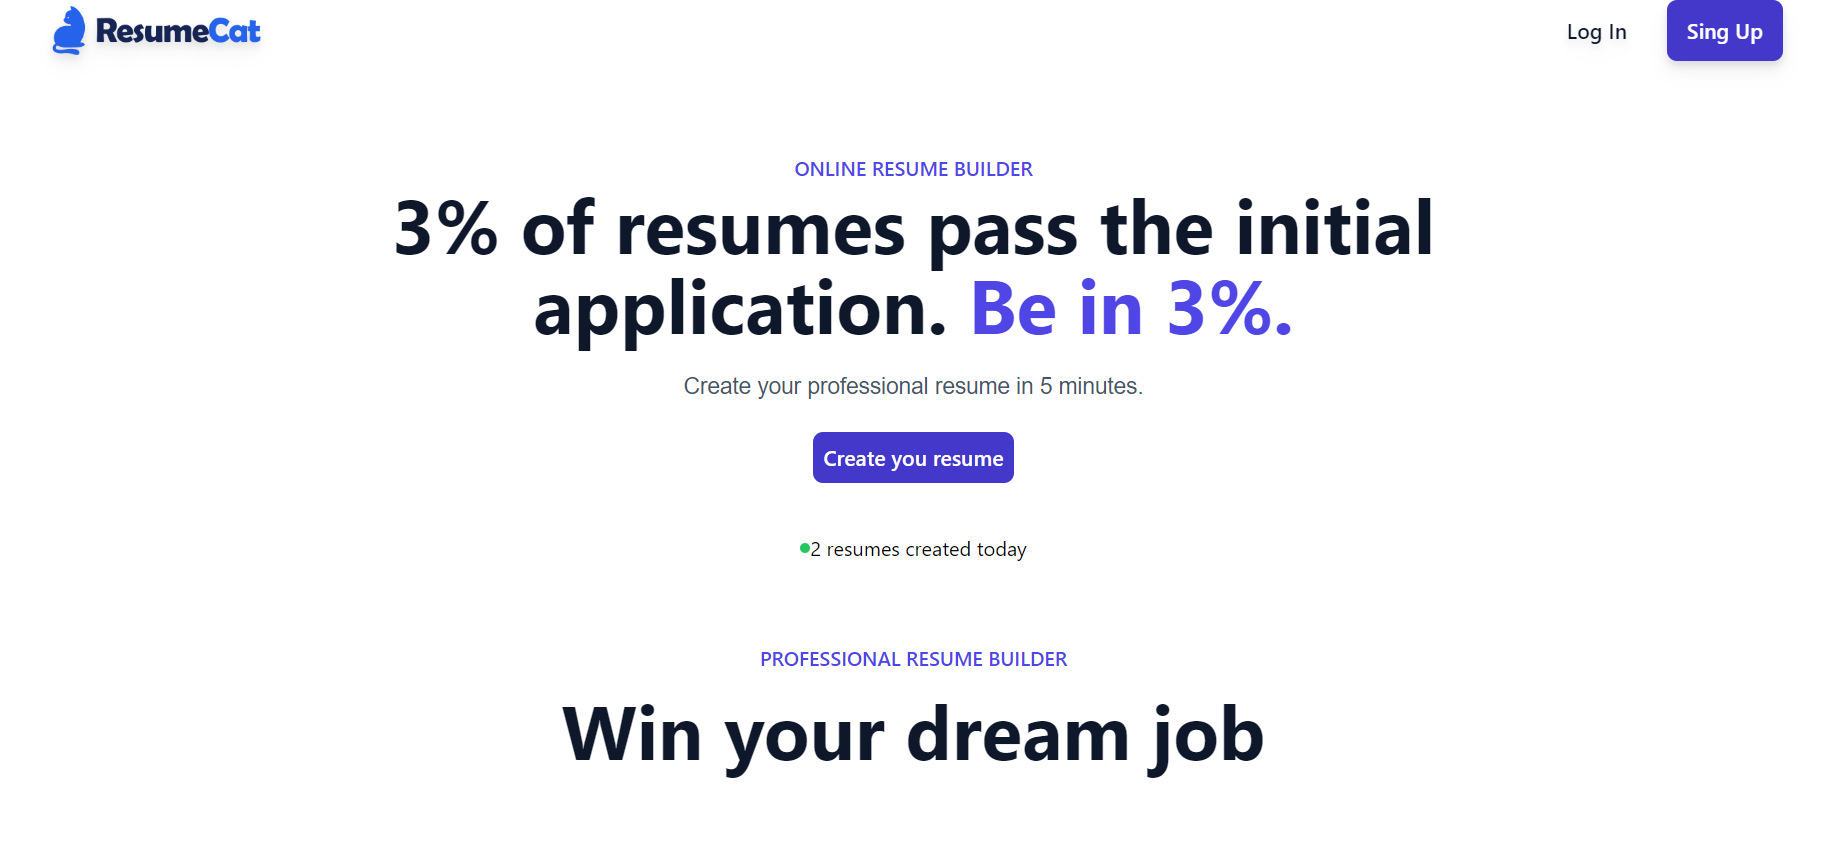 ResumeCat
Log In
Sing Up
ONLINE RESUME BUILDER
3% of resumes pass the initial
application. Be in 3%.
Create your professional resume in 5 minutes.
Create you resume
2 resumes created today
PROFESSIONAL RESUME BUILDER
Win your dream job